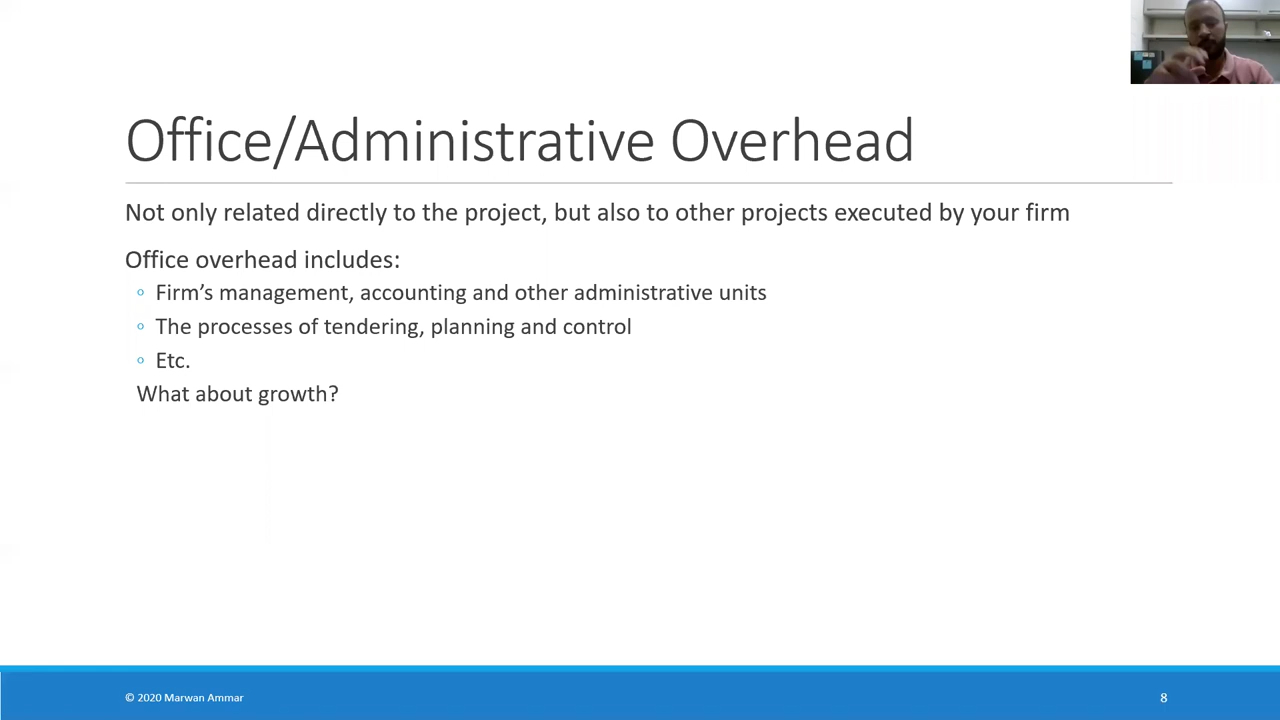 Office/Administrative Overhead
Not only related directly to the project, but also to other projects executed by your firm
Office overhead includes:
◦ Firm’s management, accounting and other administrative units
◦ The processes of tendering, planning and control
◦ Etc.
What about growth?
© 2020 Marwan Ammar
8